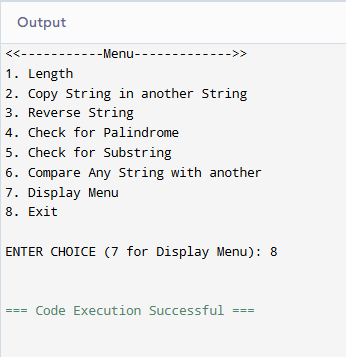 Output
<<-----------Menu------------->>
1. Length
2. Copy String in another String
3. Reverse String
4. Check for Palindrome
5. Check for Substring
6. Compare Any String with another
7. Display Menu
8. Exit
ENTER CHOICE (7 for Display Menu): 8
=== Code Execution Successful ===